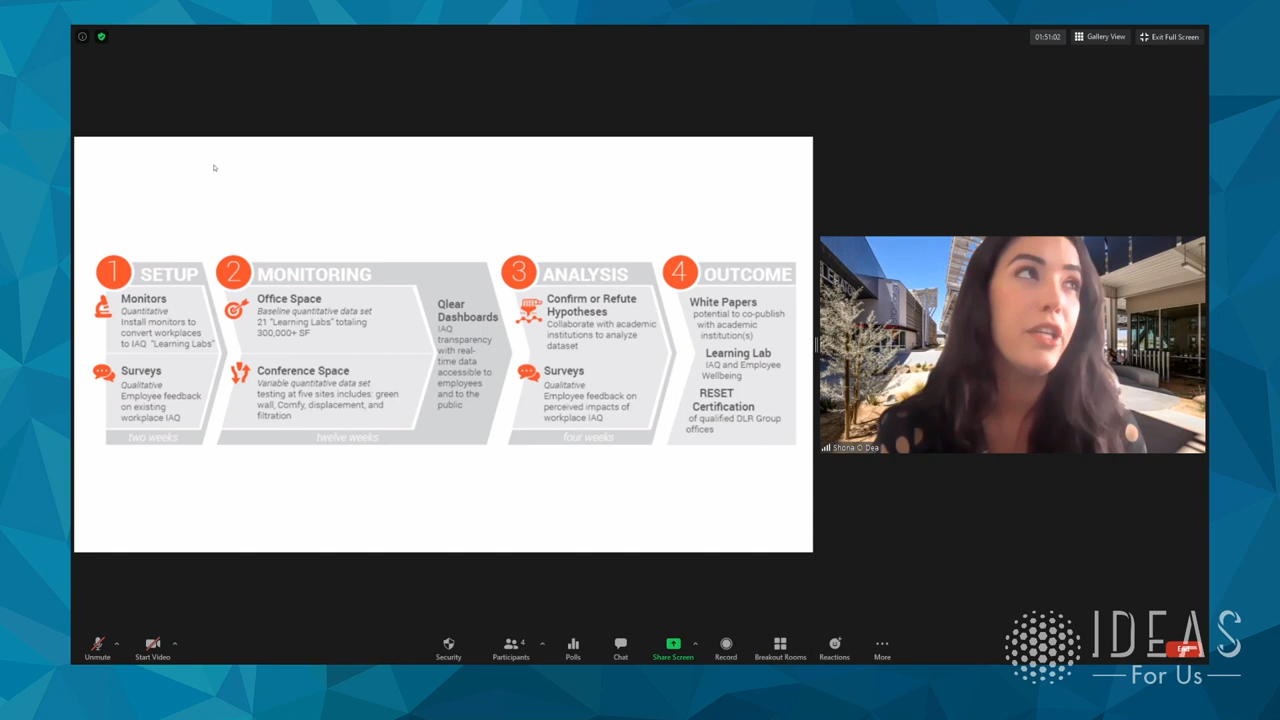 01:51:02
Gallery View
Exit Full Screen
1 SETUP
Monitors
Quantitative
Install monitors to
convert workplaces
to IAQ "Learning Labs"
Surveys
Qualitative
Employee feedback
on existing
workplace IAQ
two weeks
2 MONITORING
Office Space
Baseline quantitative data set
21 "Learning Labs" totaling
300,000+ SF
Conference Space
Variable quantitative data set
testing at five sites includes: green
wall, Comfy, displacement, and
filtration
Qlear
Dashboards
IAQ
transparency
with real-
time data
accessible to
employees
and to the
public
twelve weeks
3 ANALYSIS
Confirm or Refute
Hypotheses
Collaborate with academic
institutions to analyze
dataset
Surveys
Qualitative
Employee feedback on
perceived impacts of
workplace IAQ
four weeks
4 OUTCOME
White Papers
potential to co-publish
with academic
institution(s)
Learning Lab
IAQ and Employee
Wellbeing
RESET
Certification
of qualified DLR Group
offices
Shona O Dea
Unmute
Start Video
Security
4
Participants
Polls
Chat
Share Screen
Record
Breakout Rooms
Reactions
More
IDEAS
For Us